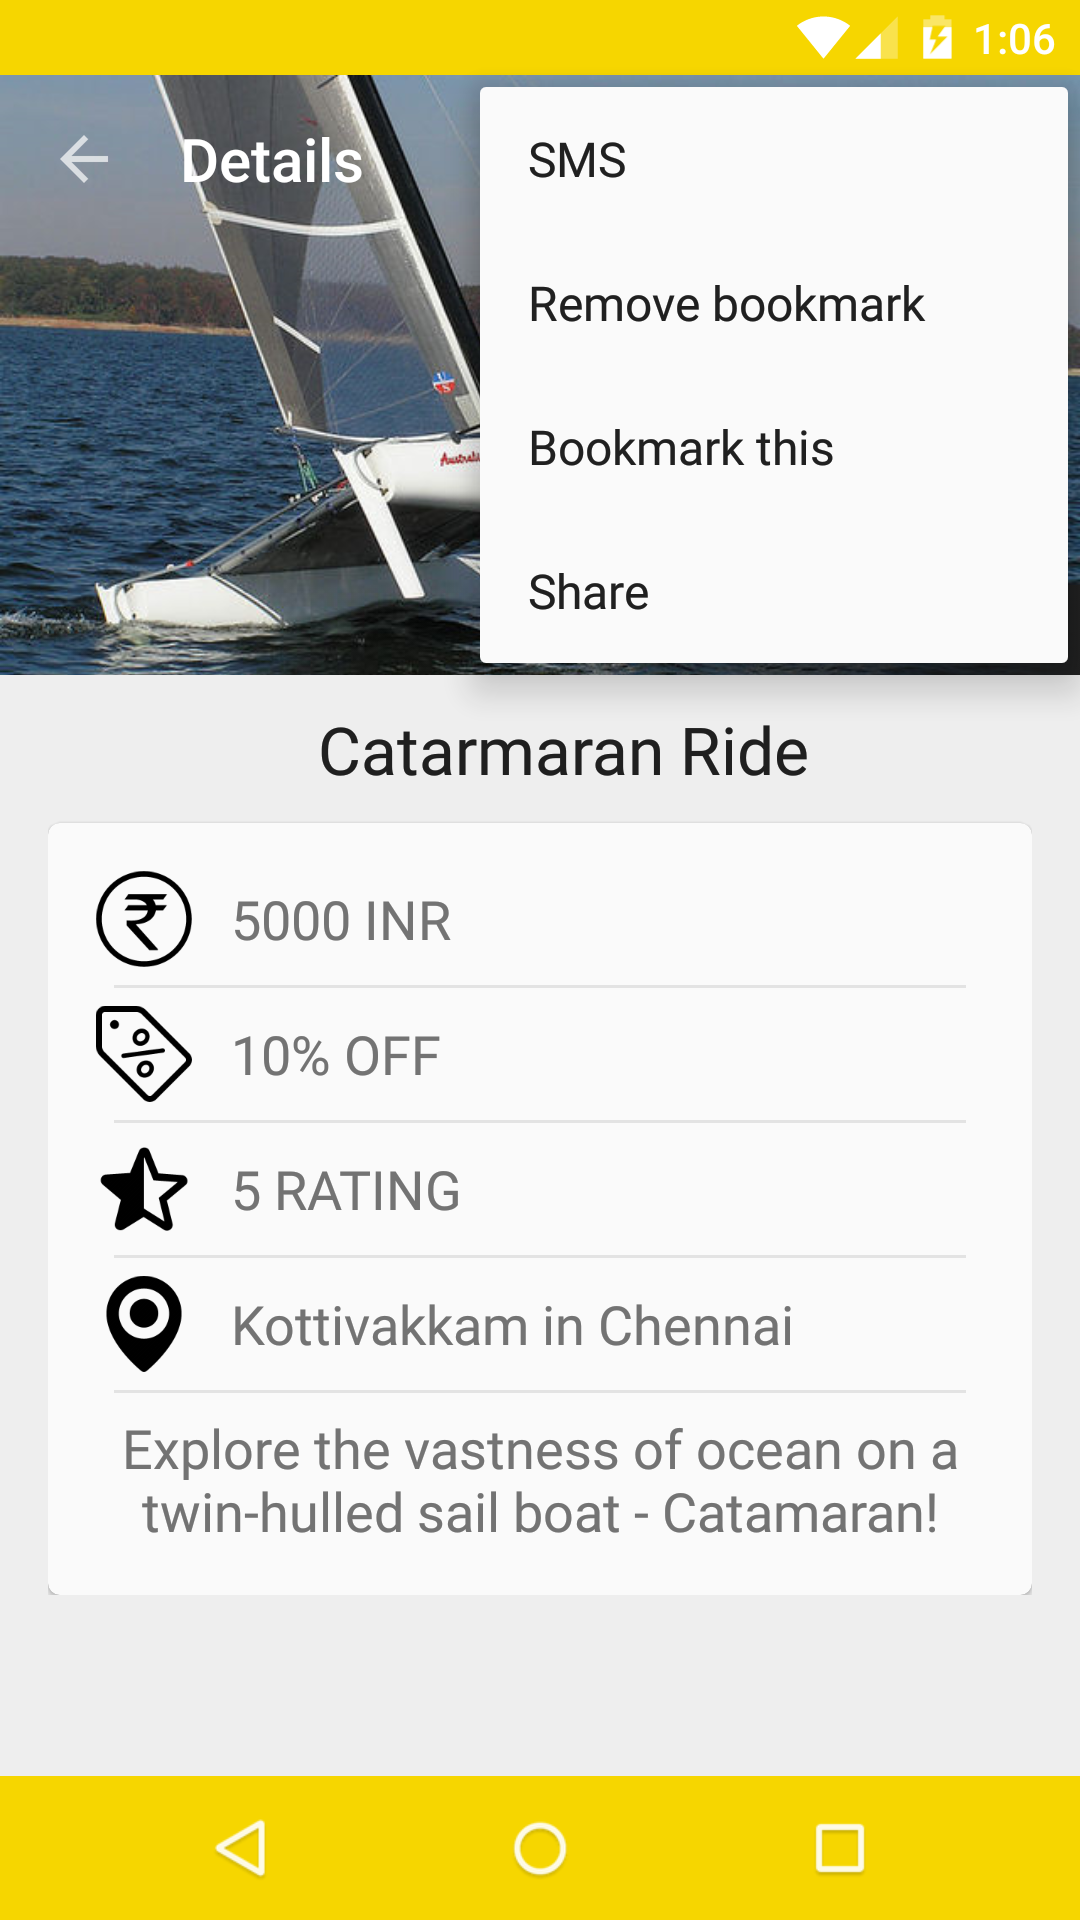 1:06
Details
SMS
Remove bookmark
Bookmark this
Share
Catarmaran Ride
5000 INR
10% OFF
5 RATING
Kottivakkam in Chennai
Explore the vastness of ocean on a
twin-hulled sail boat - Catamaran!